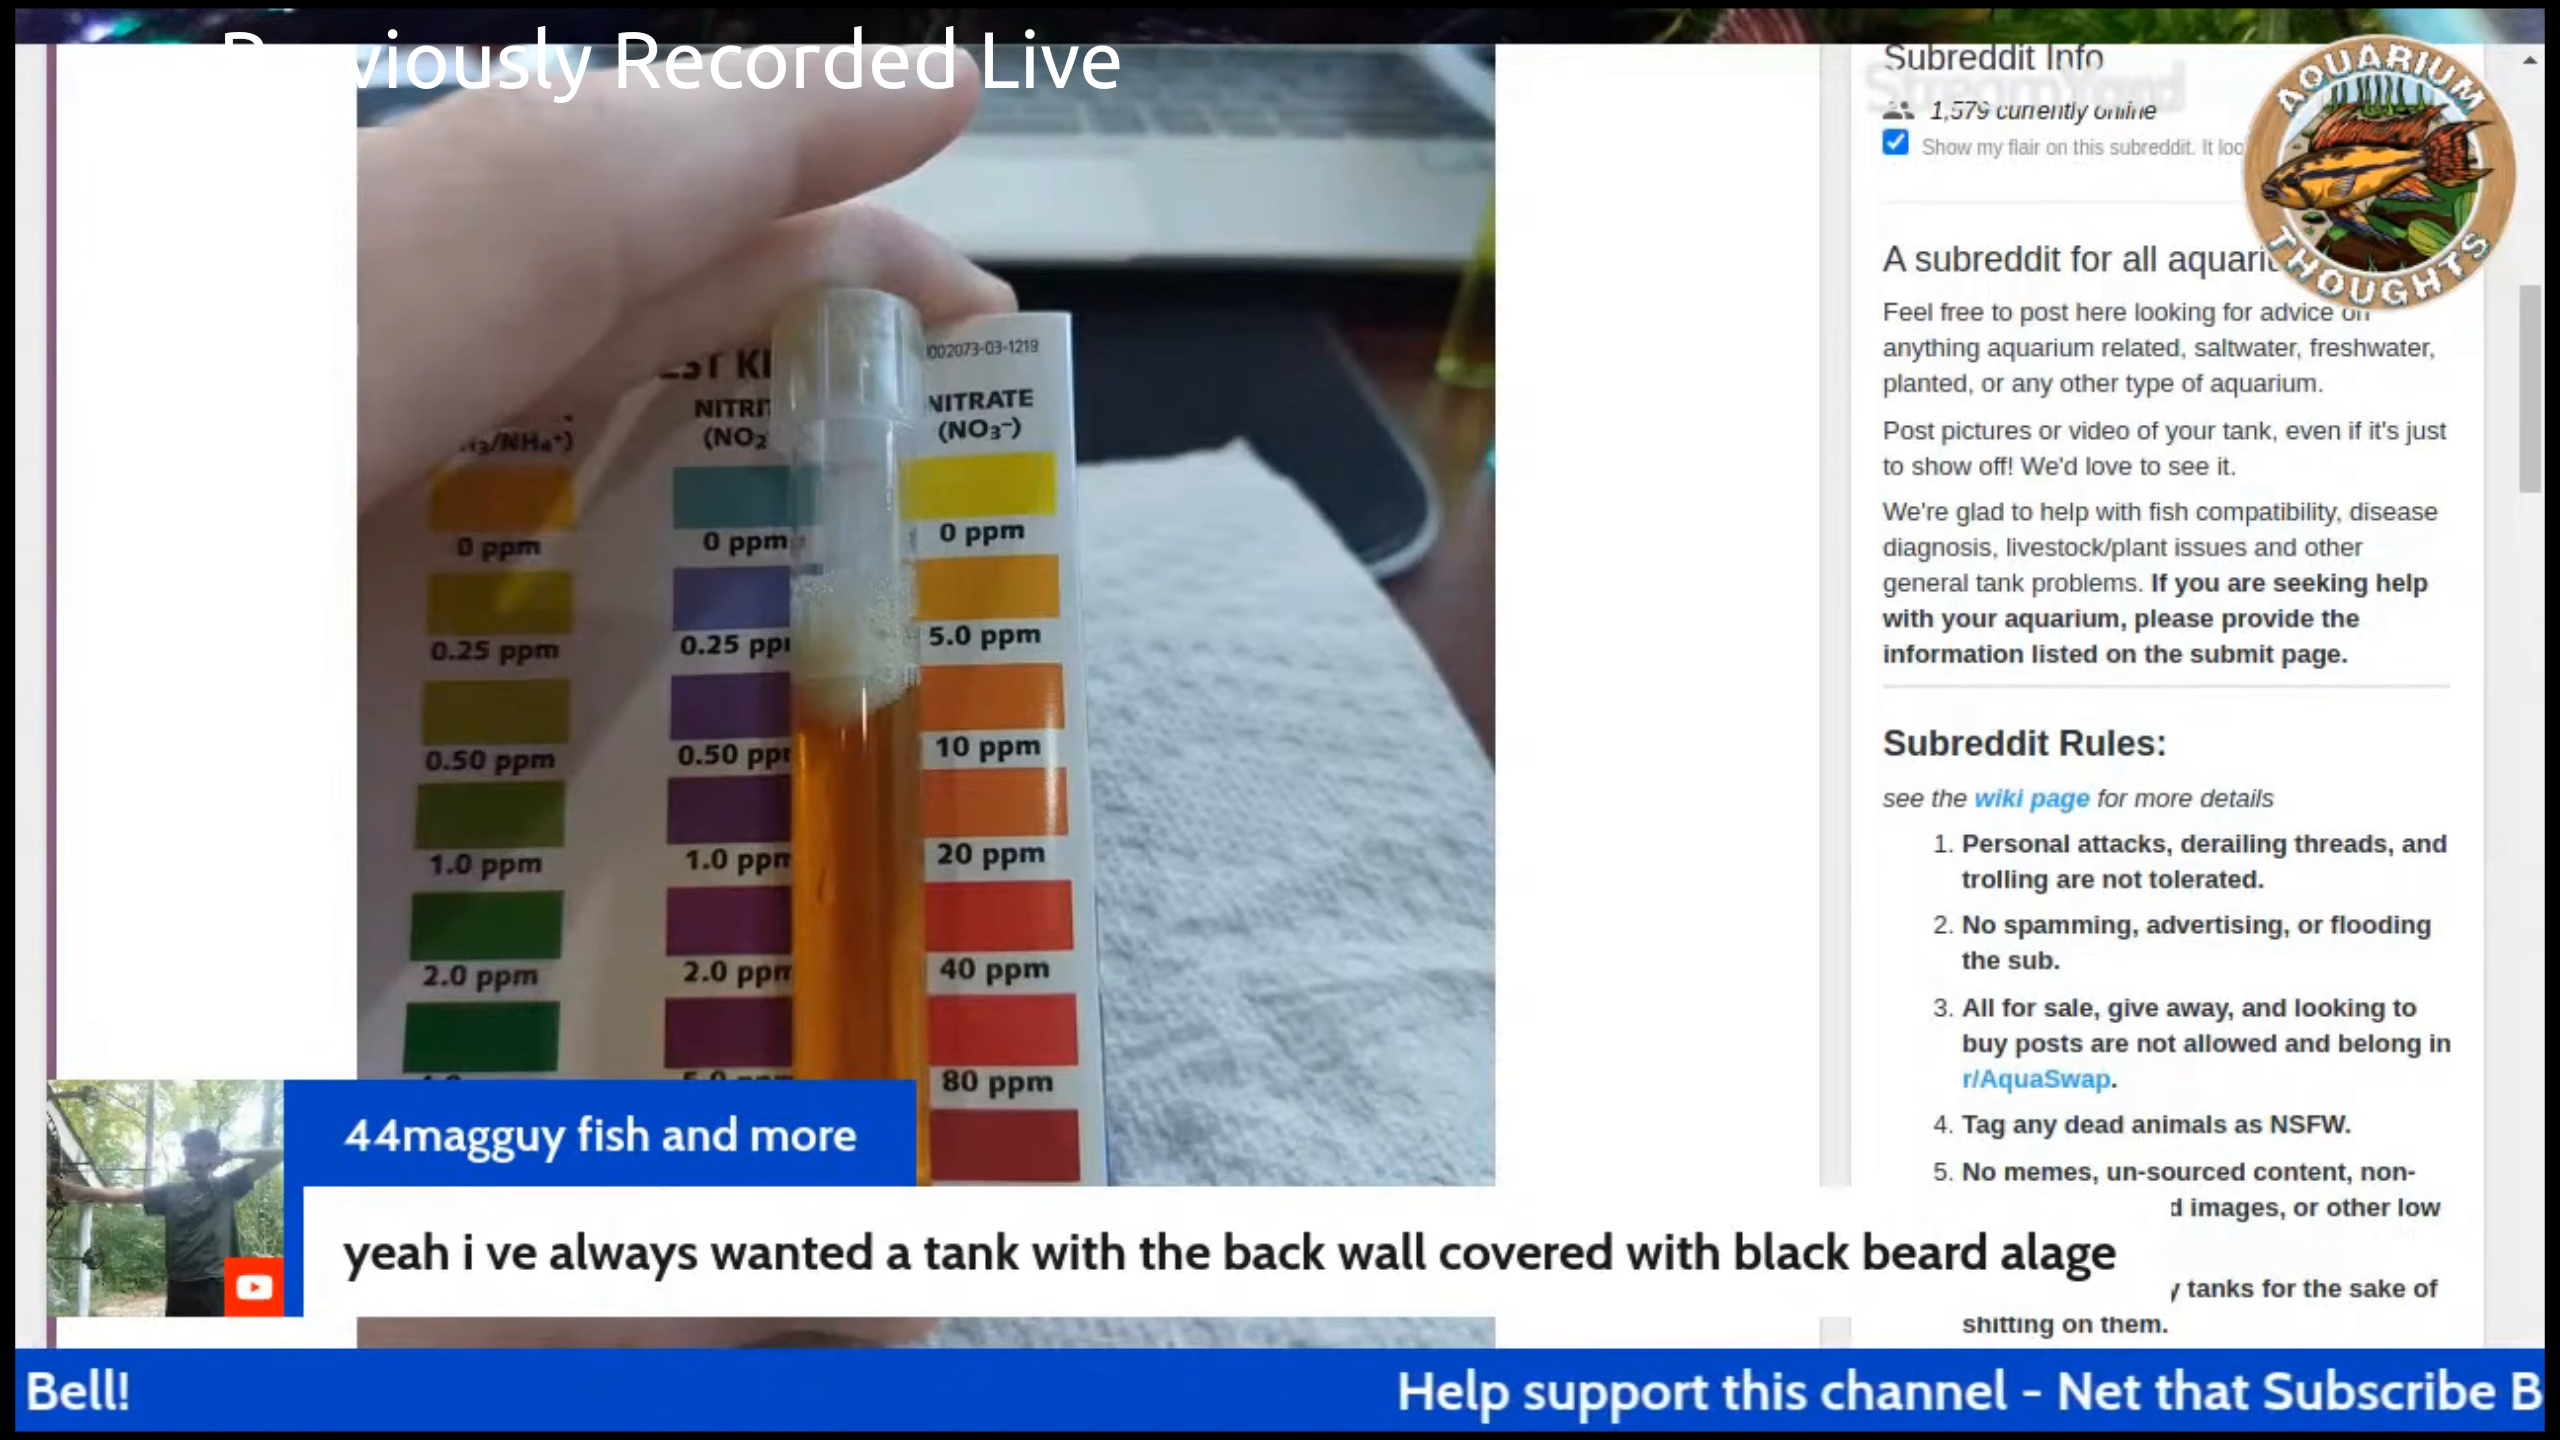 Previously Recorded Live
Subreddit Info
StreamYard
1,579 currently online
Show my flair on this subreddit. It loo
AQUARIUM
THOUGHTS
A subreddit for all aquari
Feel free to post here looking for advice on
anything aquarium related, saltwater, freshwater,
planted, or any other type of aquarium.
Post pictures or video of your tank, even if it's just
to show off! We'd love to see it.
We're glad to help with fish compatibility, disease
diagnosis, livestock/plant issues and other
general tank problems. If you are seeking help
with your aquarium, please provide the
information listed on the submit page.
Subreddit Rules:
see the wiki page for more details
1. Personal attacks, derailing threads, and
trolling are not tolerated.
2. No spamming, advertising, or flooding
the sub.
3. All for sale, give away, and looking to
buy posts are not allowed and belong in
r/AquaSwap.
4. Tag any dead animals as NSFW.
5. No memes, un-sourced content, non-
d images, or other low
y tanks for the sake of
shitting on them.
EST KI
002073-03-1219
NITRIT
NITRATE
3/NH4+)
(NO2
(NO3-)
0 ppm
0 ppm
0 ppm
0.25 ppm
0.25 pp
5.0 ppm
0.50 ppm
0.50 pp
10 ppm
1.0 ppm
1.0 ppm
20 ppm
2.0 ppm
2.0 ppm
40 ppm
80 ppm
44magguy fish and more
yeah i ve always wanted a tank with the back wall covered with black beard alage
Bell!
Help support this channel - Net that Subscribe B